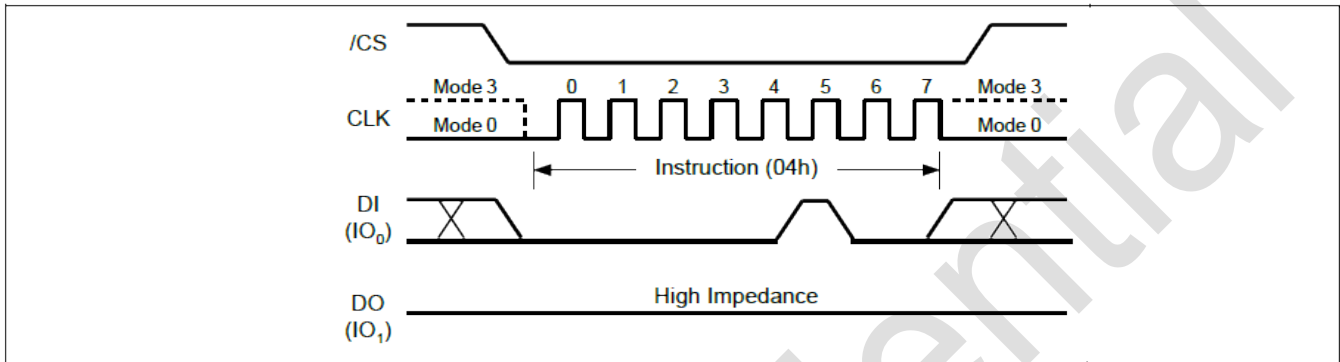 /CS
Mode 3 0 1 2 3 4 5 6 7 Mode 3
CLK
Mode 0 Mode 0
Instruction (04h)
DI
(IO₀)
High Impedance
DO
(IO₁)
ential